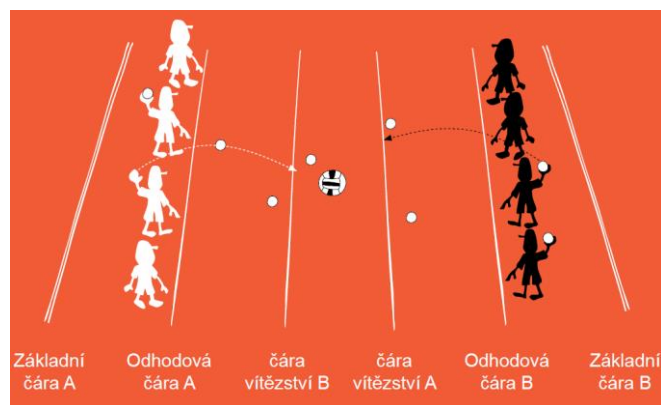 Základní
čára A
Odhodová
čára A
čára
vítězství B
čára
vítězství A
Odhodová
čára B
Základní
čára B